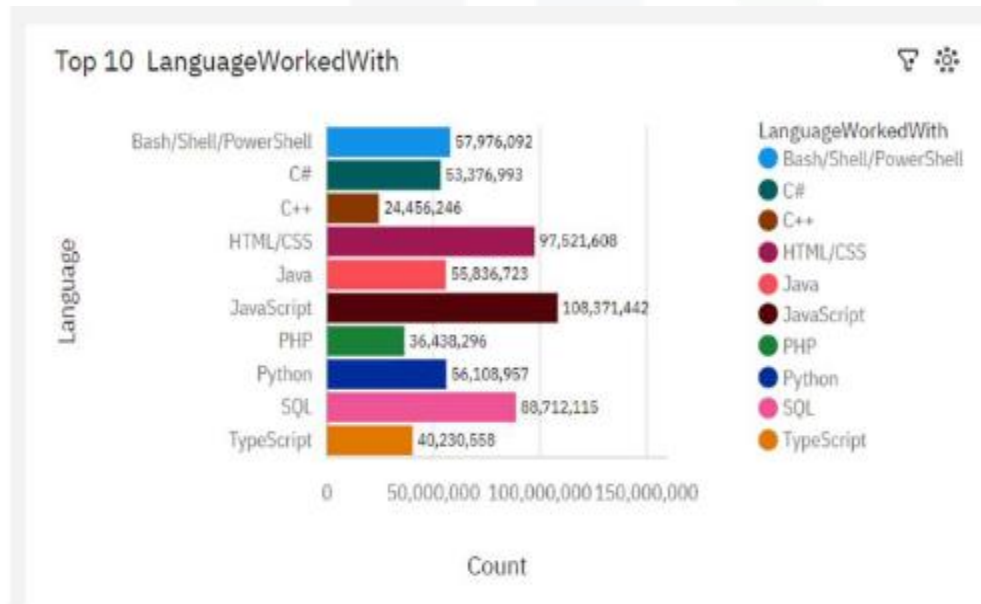 Top 10 LanguageWorkedWith
Language
Bash/Shell/PowerShell 57,976,092
C# 53,376,993
C++ 24,456,246
HTML/CSS 97,521,608
Java 55,836,723
JavaScript 108,371,442
PHP 36,438,296
Python 56,108,957
SQL 88,712,115
TypeScript 40,230,558
0 50,000,000 100,000,000 150,000,000
Count
LanguageWorkedWith
Bash/Shell/PowerShell
C#
C++
HTML/CSS
Java
JavaScript
PHP
Python
SQL
TypeScript